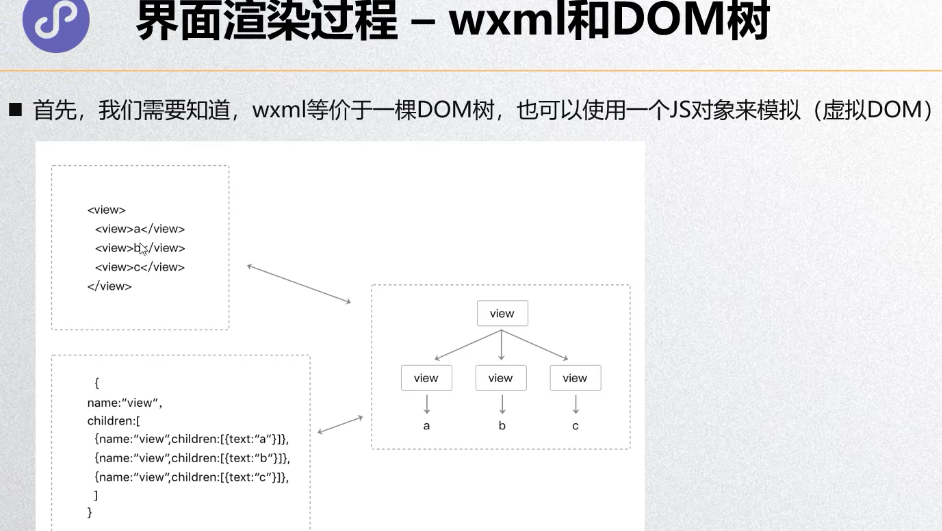 界面渲染过程 – wxml和DOM树
■ 首先，我们需要知道，wxml等价于一棵DOM树，也可以使用一个JS对象来模拟（虚拟DOM）
<view>
<view>a</view>
<view>b</view>
<view>c</view>
</view>
view
view view view
a b c
{
name:“view”,
children:[
{name:“view”,children:[{text:“a”}]},
{name:“view”,children:[{text:“b”}]},
{name:“view”,children:[{text:“c”}]},
]
}